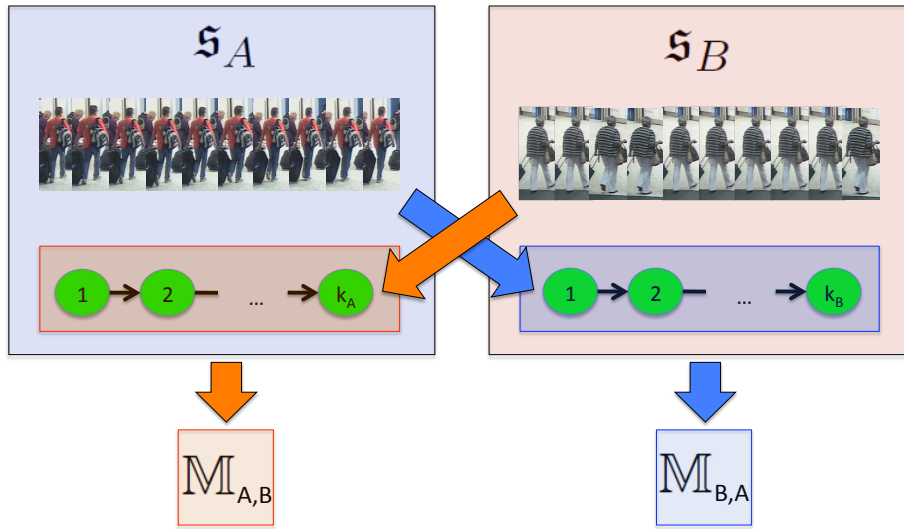 𝔰A
𝔰B
1 2 ... kA
1 2 ... kB
𝕄A,B
𝕄B,A